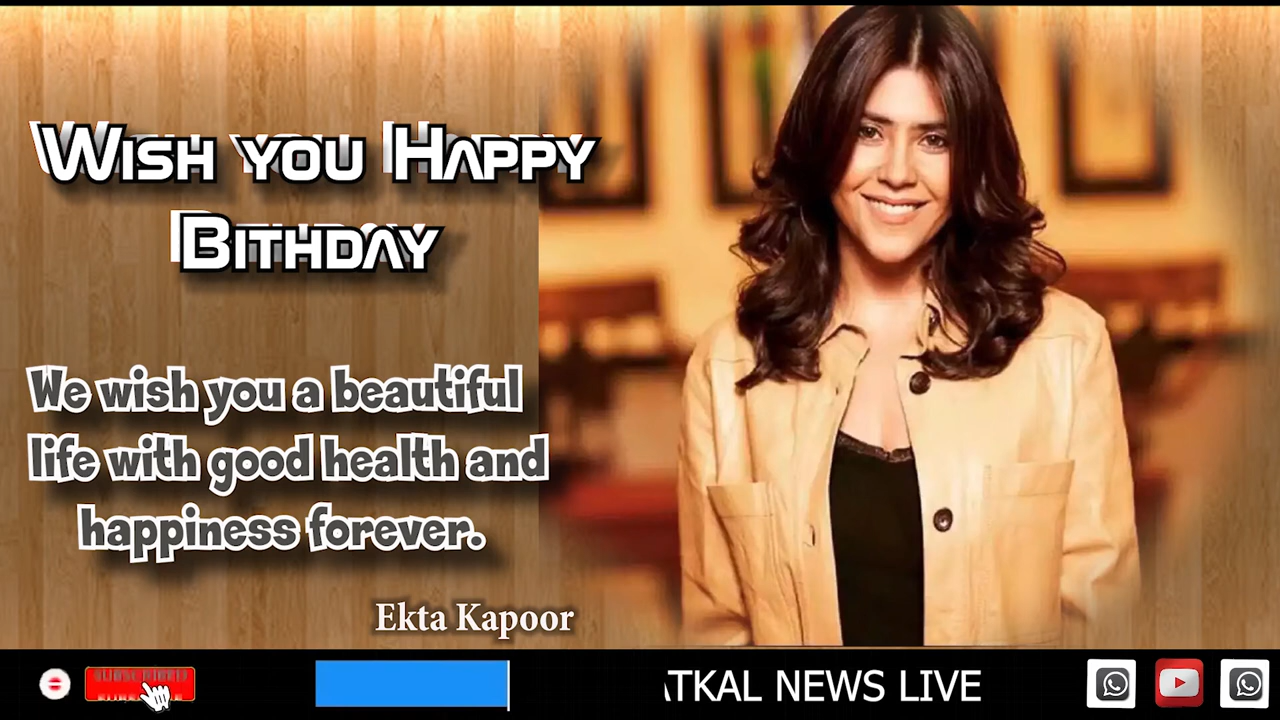 Wish you Happy
Bithday
We wish you a beautiful
life with good health and
happiness forever.
Ekta Kapoor
TKAL NEWS LIVE